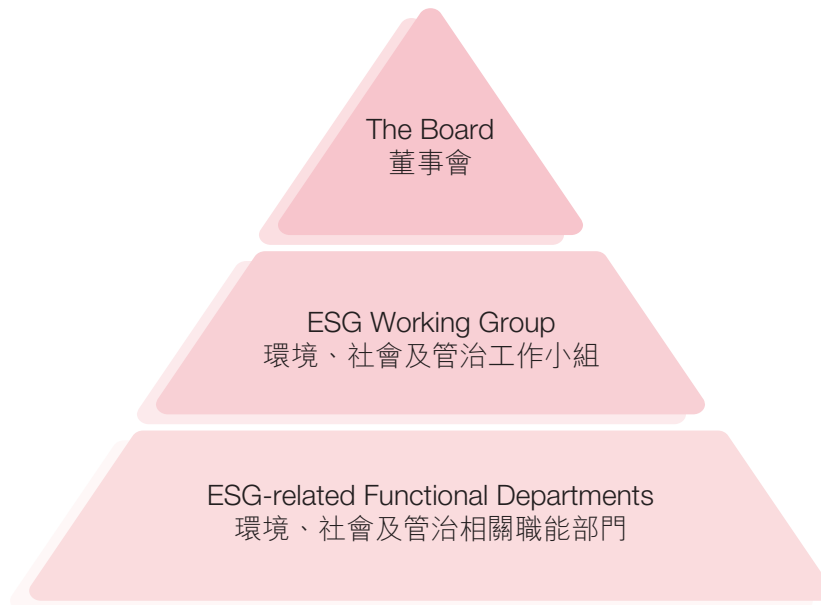 The Board
董事會
ESG Working Group
環境、社會及管治工作小組
ESG-related Functional Departments
環境、社會及管治相關職能部門